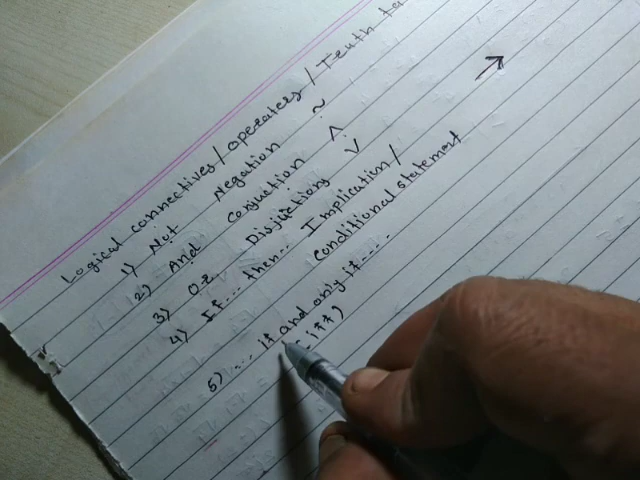 Logical connectives / operators / Truth ta
1) Not Negation ~
2) And Conjuction ∧
3) Or Disjuctions ∨
4) If... then... Implication / →
conditional statement
5) ... if and only if.....
(iff)